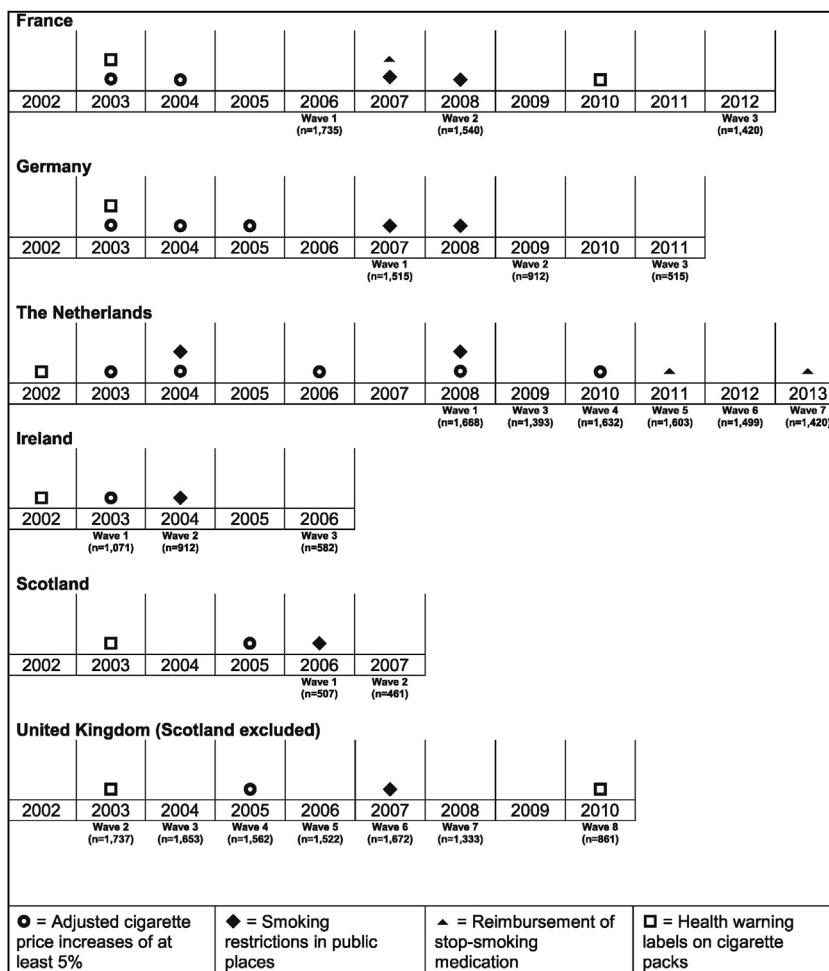 France
2002 2003 2004 2005 2006 2007 2008 2009 2010 2011 2012
Wave 1 Wave 2 Wave 3
(n=1,735) (n=1,540) (n=1,420)
Germany
2002 2003 2004 2005 2006 2007 2008 2009 2010 2011
Wave 1 Wave 2 Wave 3
(n=1,515) (n=912) (n=515)
The Netherlands
2002 2003 2004 2005 2006 2007 2008 2009 2010 2011 2012 2013
Wave 1 Wave 3 Wave 4 Wave 5 Wave 6 Wave 7
(n=1,668) (n=1,393) (n=1,632) (n=1,603) (n=1,499) (n=1,420)
Ireland
2002 2003 2004 2005 2006
Wave 1 Wave 2 Wave 3
(n=1,071) (n=912) (n=582)
Scotland
2002 2003 2004 2005 2006 2007
Wave 1 Wave 2
(n=507) (n=461)
United Kingdom (Scotland excluded)
2002 2003 2004 2005 2006 2007 2008 2009 2010
Wave 2 Wave 3 Wave 4 Wave 5 Wave 6 Wave 7 Wave 8
(n=1,737) (n=1,653) (n=1,562) (n=1,522) (n=1,672) (n=1,333) (n=861)
= Adjusted cigarette
price increases of at
least 5%
= Smoking
restrictions in public
places
= Reimbursement of
stop-smoking
medication
= Health warning
labels on cigarette
packs